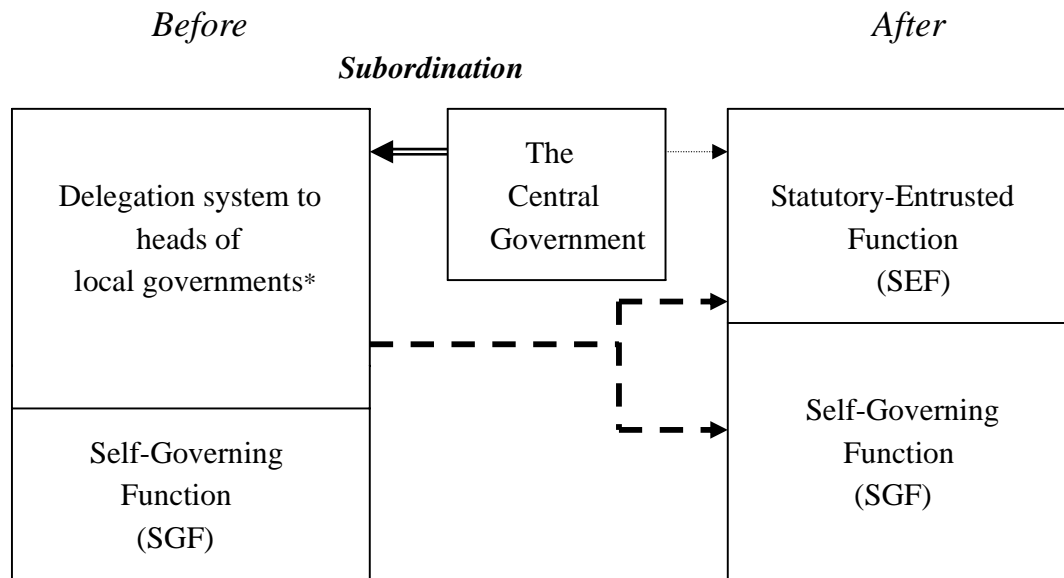 Before
After
Subordination
Delegation system to
heads of
local governments*
The
Central
Government
Statutory-Entrusted
Function
(SEF)
Self-Governing
Function
(SGF)
Self-Governing
Function
(SGF)